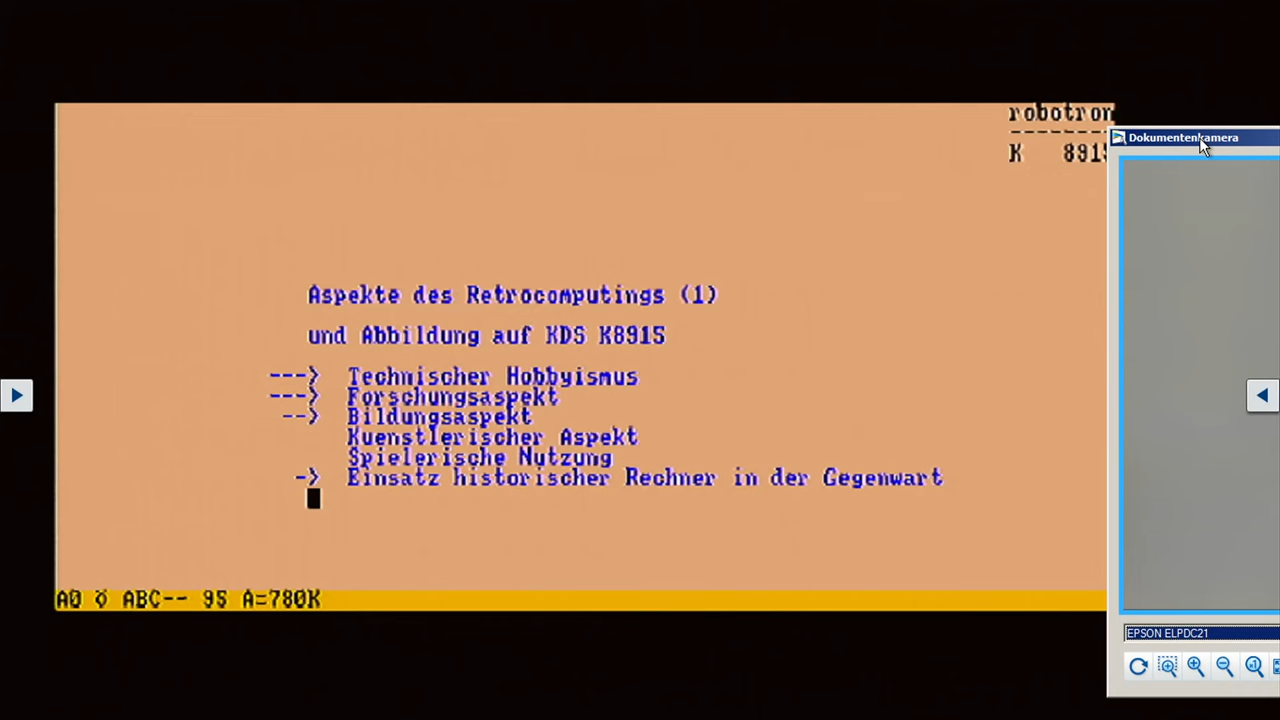 robotron
-----------
K 8915
Dokumentenkamera
Aspekte des Retrocomputings (1)
und Abbildung auf KDS K8915
---> Technischer Hobbyismus
---> Forschungsaspekt
--> Bildungsaspekt
Kuenstlerischer Aspekt
Spielerische Nutzung
-> Einsatz historischer Rechner in der Gegenwart
A0 ö ABC-- 95 A=780K
EPSON ELPDC21